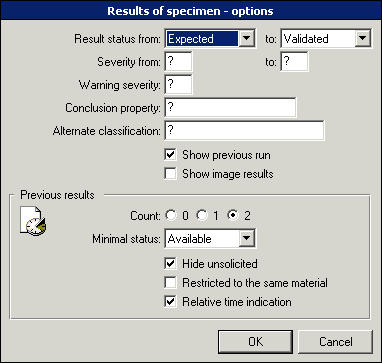 Results of specimen - options
Result status from: Expected to: Validated
Severity from: ? to: ?
Warning severity: ?
Conclusion property: ?
Alternate classification: ?
Show previous run
Show image results
Previous results
Count: 0 1 2
Minimal status: Available
Hide unsolicited
Restricted to the same material
Relative time indication
OK Cancel